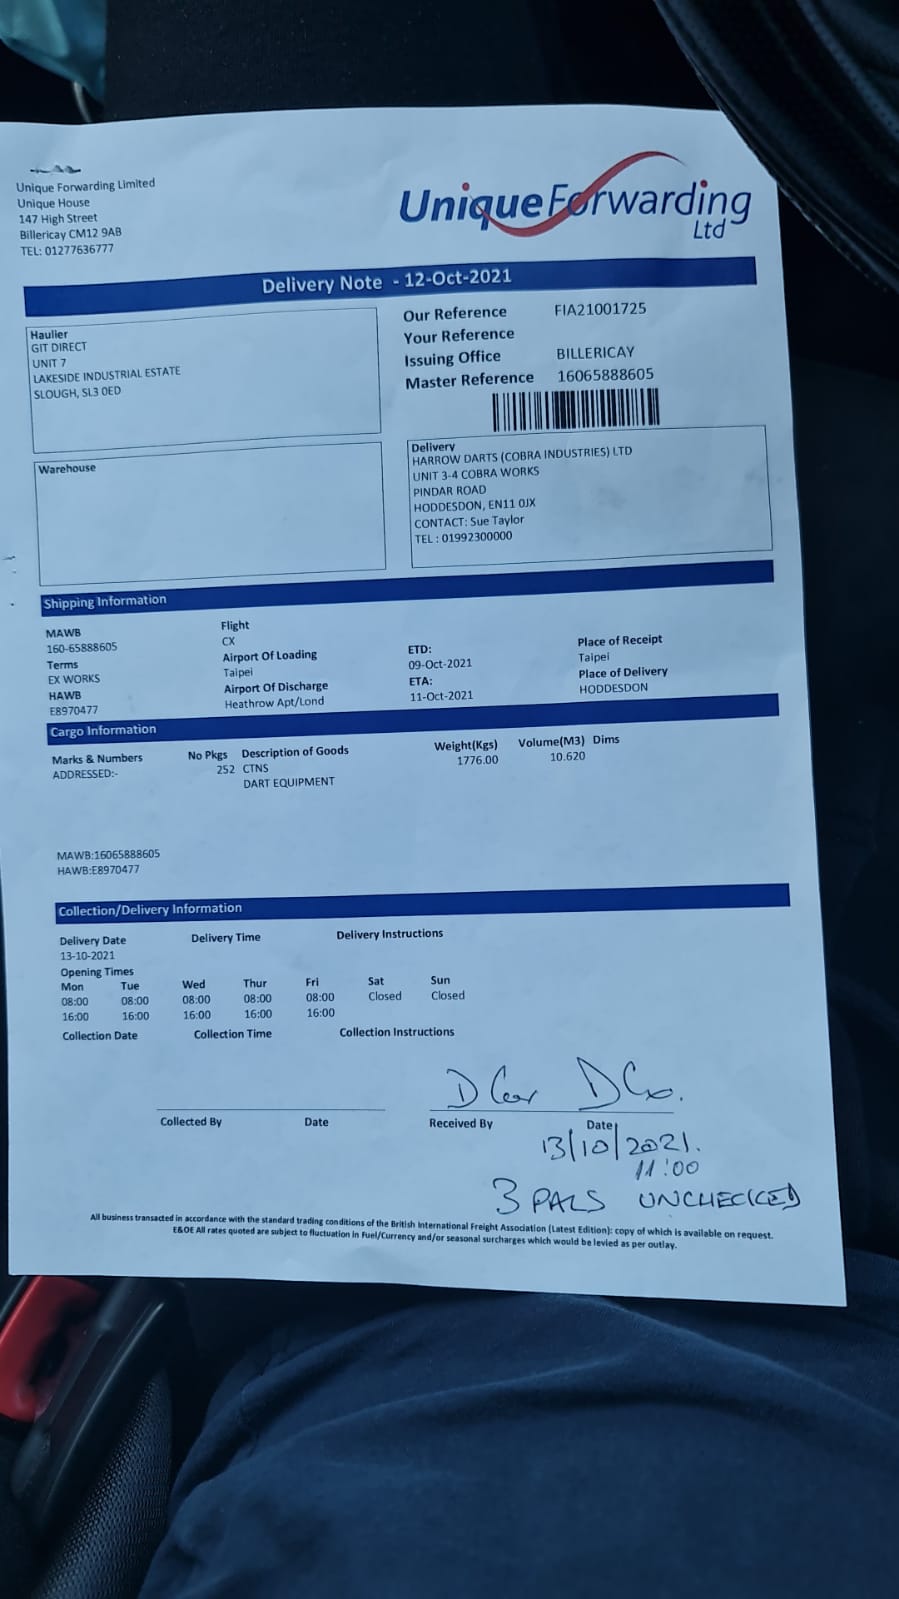 Unique Forwarding Limited
Unique House
147 High Street
Billericay CM12 9AB
TEL: 01277636777
UniqueForwarding
Ltd
Delivery Note - 12-Oct-2021
Haulier
GIT DIRECT
UNIT 7
LAKESIDE INDUSTRIAL ESTATE
SLOUGH, SL3 0ED
Our Reference FIA21001725
Your Reference
Issuing Office BILLERICAY
Master Reference 16065888605
Warehouse
Delivery
HARROW DARTS (COBRA INDUSTRIES) LTD
UNIT 3-4 COBRA WORKS
PINDAR ROAD
HODDESDON, EN11 0JX
CONTACT: Sue Taylor
TEL : 01992300000
Shipping Information
MAWB
160-65888605
Terms
EX WORKS
HAWB
E8970477
Flight
CX
Airport Of Loading
Taipei
Airport Of Discharge
Heathrow Apt/Lond
ETD:
09-Oct-2021
ETA:
11-Oct-2021
Place of Receipt
Taipei
Place of Delivery
HODDESDON
Cargo Information
Marks & Numbers No Pkgs Description of Goods Weight(Kgs) Volume(M3) Dims
ADDRESSED:- 252 CTNS 1776.00 10.620
DART EQUIPMENT
MAWB:16065888605
HAWB:E8970477
Collection/Delivery Information
Delivery Date Delivery Time Delivery Instructions
13-10-2021
Opening Times
Mon Tue Wed Thur Fri Sat Sun
08:00 08:00 08:00 08:00 08:00 Closed Closed
16:00 16:00 16:00 16:00 16:00
Collection Date Collection Time Collection Instructions
Collected By Date Received By Date
13/10/2021.
11:00
3 PALS UNCHECKED
All business transacted in accordance with the standard trading conditions of the British International Freight Association (Latest Edition): copy of which is available on request.
E&OE All rates quoted are subject to fluctuation in Fuel/Currency and/or seasonal surcharges which would be levied as per outlay.